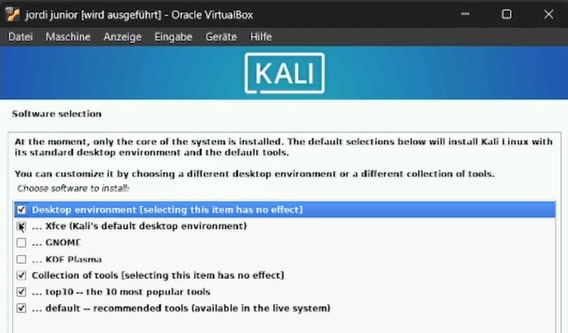 jordi junior [wird ausgeführt] - Oracle VirtualBox
Datei Maschine Anzeige Eingabe Geräte Hilfe
KALI
Software selection
At the moment, only the core of the system is installed. The default selections below will install Kali Linux with
its standard desktop environment and the default tools.
You can customize it by choosing a different desktop environment or a different collection of tools.
Choose software to install:
Desktop environment [selecting this item has no effect]
... Xfce (Kali's default desktop environment)
... GNOME
... KDE Plasma
Collection of tools [selecting this item has no effect]
... top10 -- the 10 most popular tools
... default -- recommended tools (available in the live system)